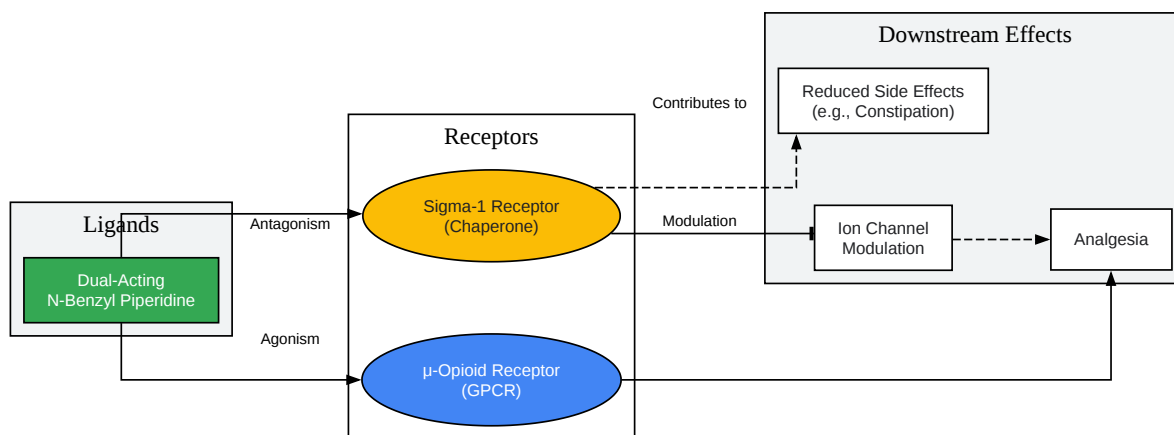 Downstream Effects
Reduced Side Effects
(e.g., Constipation)
Contributes to
Receptors
Sigma-1 Receptor
(Chaperone)
Ligands
Antagonism
Modulation
Ion Channel
Modulation
Analgesia
Dual-Acting
N-Benzyl Piperidine
Agonism
μ-Opioid Receptor
(GPCR)